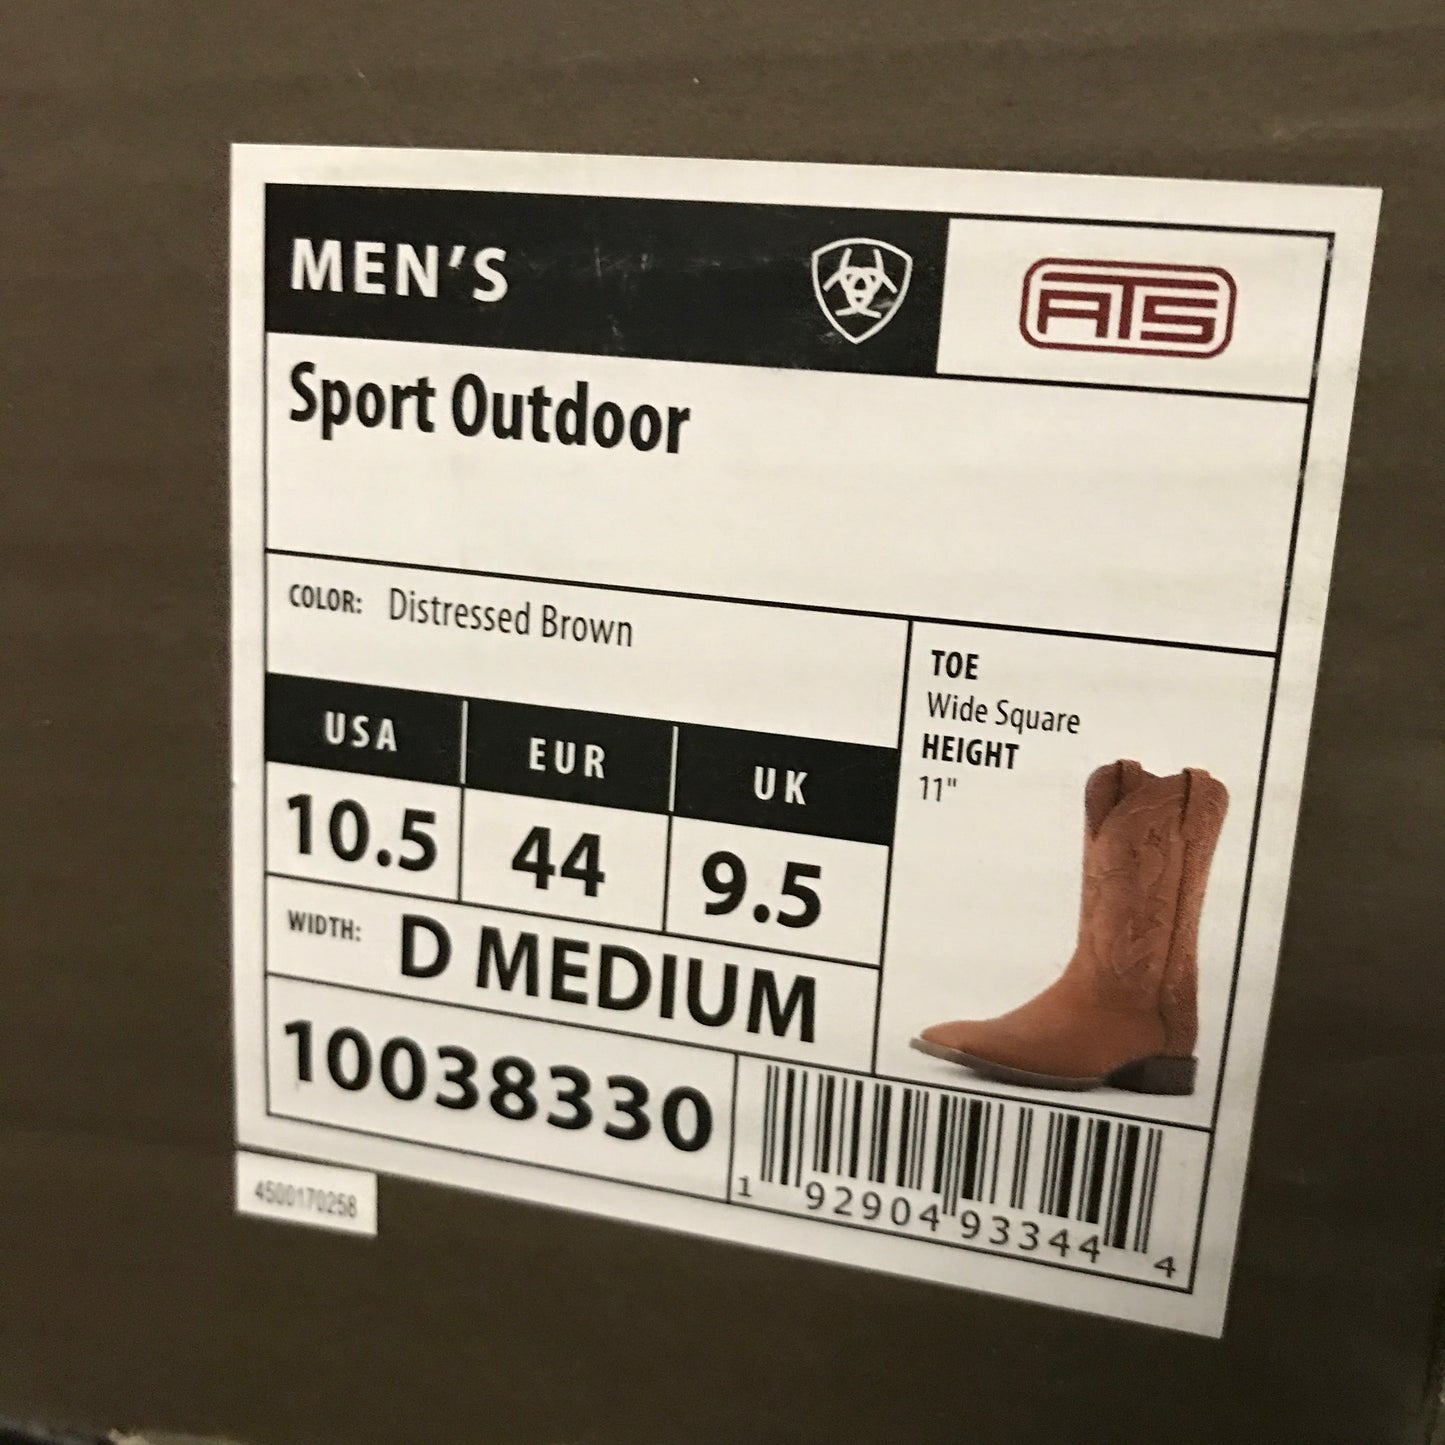 MEN'S
ATS
Sport Outdoor
COLOR: Distressed Brown
TOE
Wide Square
HEIGHT
11"
USA EUR UK
10.5 44 9.5
WIDTH: D MEDIUM
10038330
1 92904 93344 4
4500170258